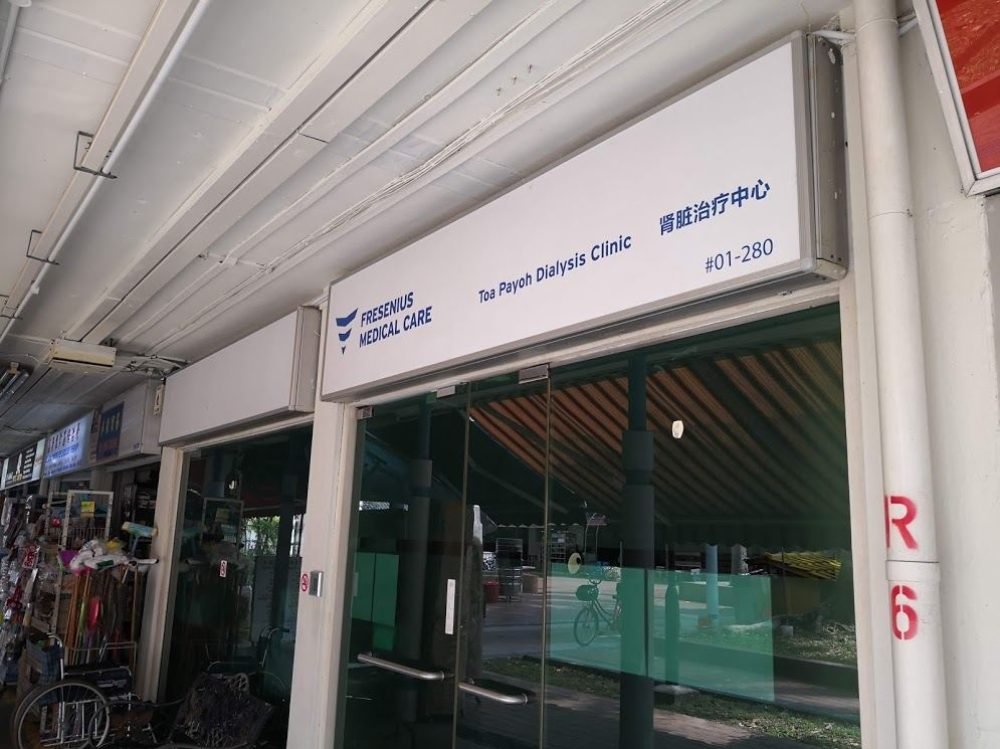 FRESENIUS
MEDICAL CARE
Toa Payoh Dialysis Clinic
肾脏治疗中心
#01-280
R
6